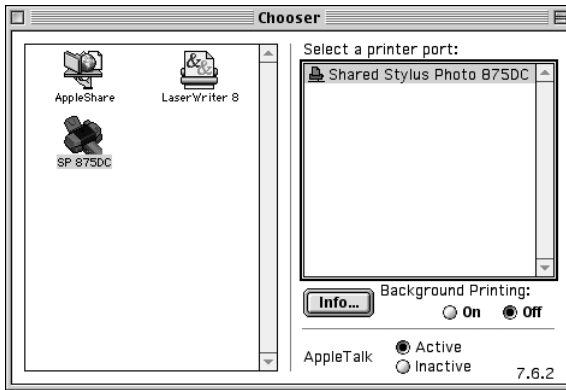 Chooser
AppleShare
LaserWriter 8
SP 875DC
Select a printer port:
Shared Stylus Photo 875DC
Info...
Background Printing:
On Off
AppleTalk
Active
Inactive
7.6.2